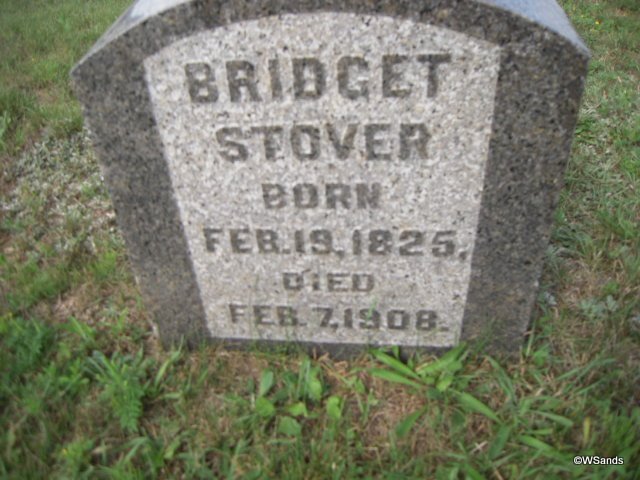 BRIDGET
STOVER
BORN
FEB. 19, 1825,
DIED
FEB. 7, 1908.
©WSands